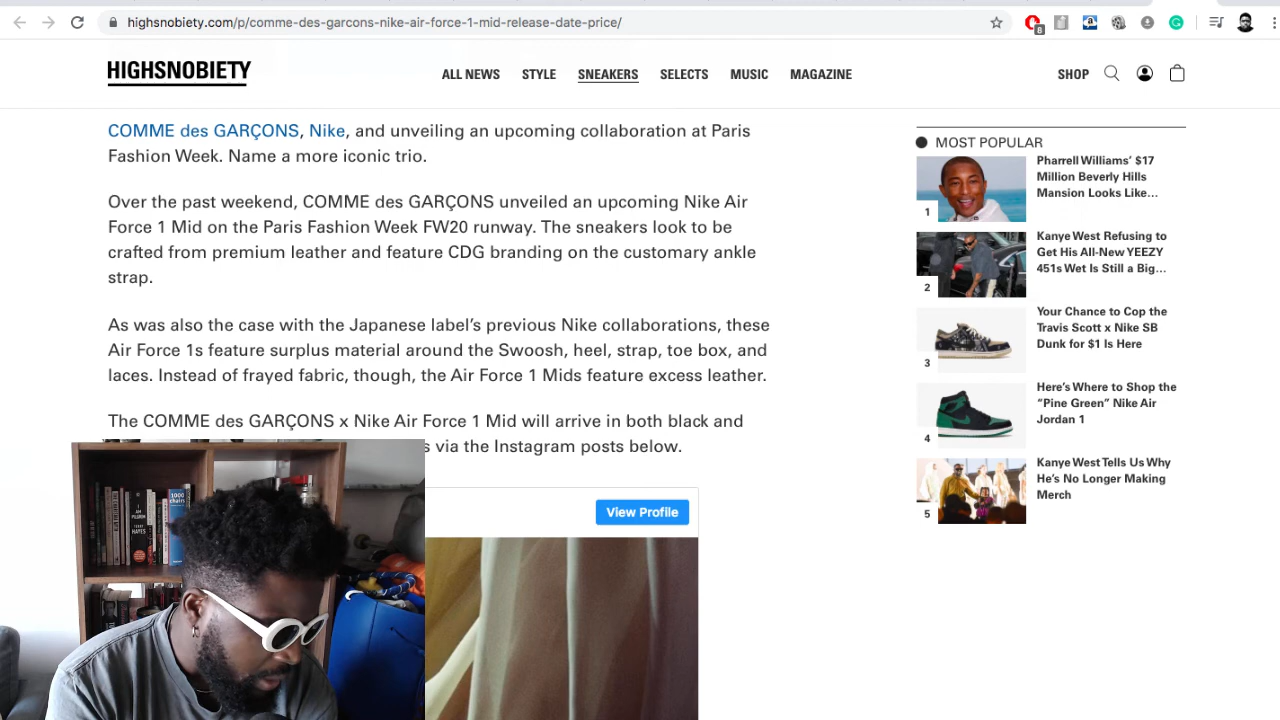 highsnobiety.com/p/comme-des-garcons-nike-air-force-1-mid-release-date-price/
8
HIGHSNOBIETY
ALL NEWS STYLE SNEAKERS SELECTS MUSIC MAGAZINE
SHOP
COMME des GARÇONS, Nike, and unveiling an upcoming collaboration at Paris
Fashion Week. Name a more iconic trio.
Over the past weekend, COMME des GARÇONS unveiled an upcoming Nike Air
Force 1 Mid on the Paris Fashion Week FW20 runway. The sneakers look to be
crafted from premium leather and feature CDG branding on the customary ankle
strap.
As was also the case with the Japanese label’s previous Nike collaborations, these
Air Force 1s feature surplus material around the Swoosh, heel, strap, toe box, and
laces. Instead of frayed fabric, though, the Air Force 1 Mids feature excess leather.
The COMME des GARÇONS x Nike Air Force 1 Mid will arrive in both black and
s via the Instagram posts below.
View Profile
1000
chairs
I AM
PILGRIM
TERRY
HAYES
MOST POPULAR
1
Pharrell Williams’ $17
Million Beverly Hills
Mansion Looks Like...
2
Kanye West Refusing to
Get His All-New YEEZY
451s Wet Is Still a Big...
3
Your Chance to Cop the
Travis Scott x Nike SB
Dunk for $1 Is Here
4
Here’s Where to Shop the
“Pine Green” Nike Air
Jordan 1
5
Kanye West Tells Us Why
He’s No Longer Making
Merch